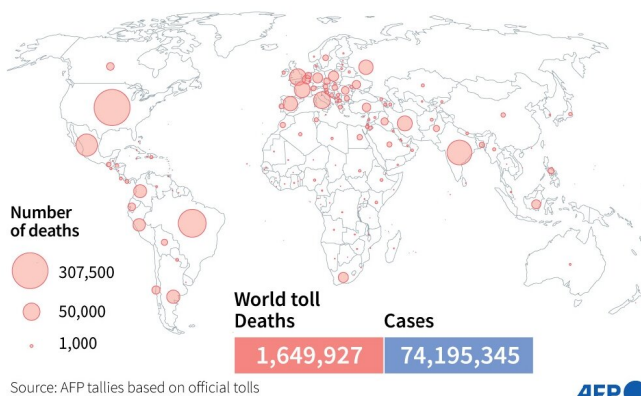 Number
of deaths
307,500
50,000
1,000
World toll
Deaths
Cases
1,649,927
74,195,345
Source: AFP tallies based on official tolls
AFP